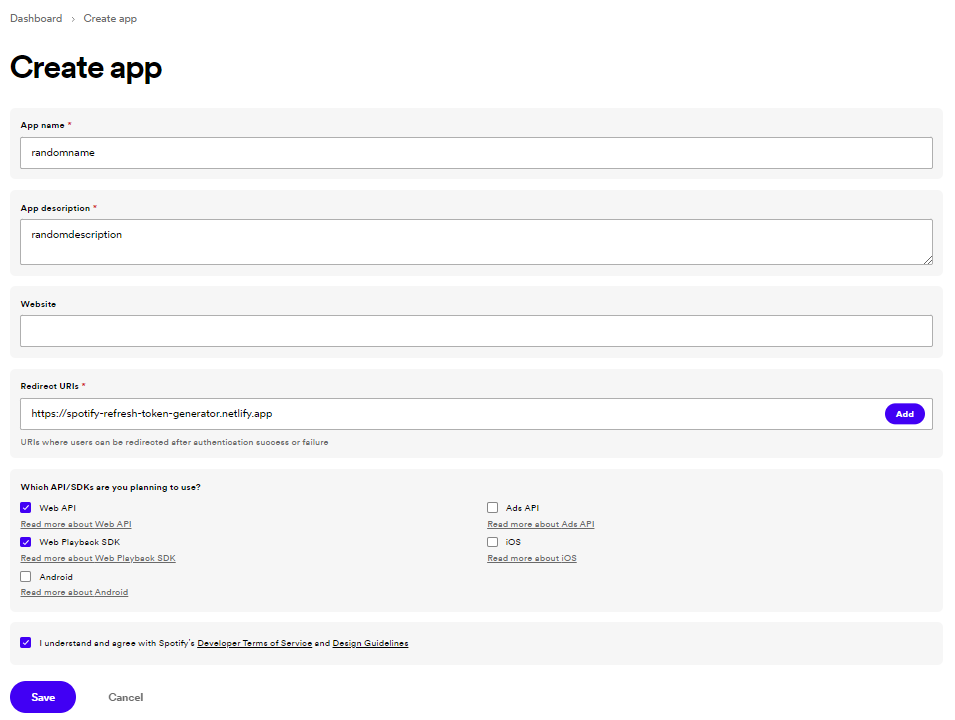 Dashboard › Create app
Create app
App name *
randomname
App description *
randomdescription
Website
Redirect URIs *
https://spotify-refresh-token-generator.netlify.app
Add
URIs where users can be redirected after authentication success or failure
Which API/SDKs are you planning to use?
Web API
Read more about Web API
Web Playback SDK
Read more about Web Playback SDK
Android
Read more about Android
Ads API
Read more about Ads API
iOS
Read more about iOS
I understand and agree with Spotify's Developer Terms of Service and Design Guidelines
Save Cancel